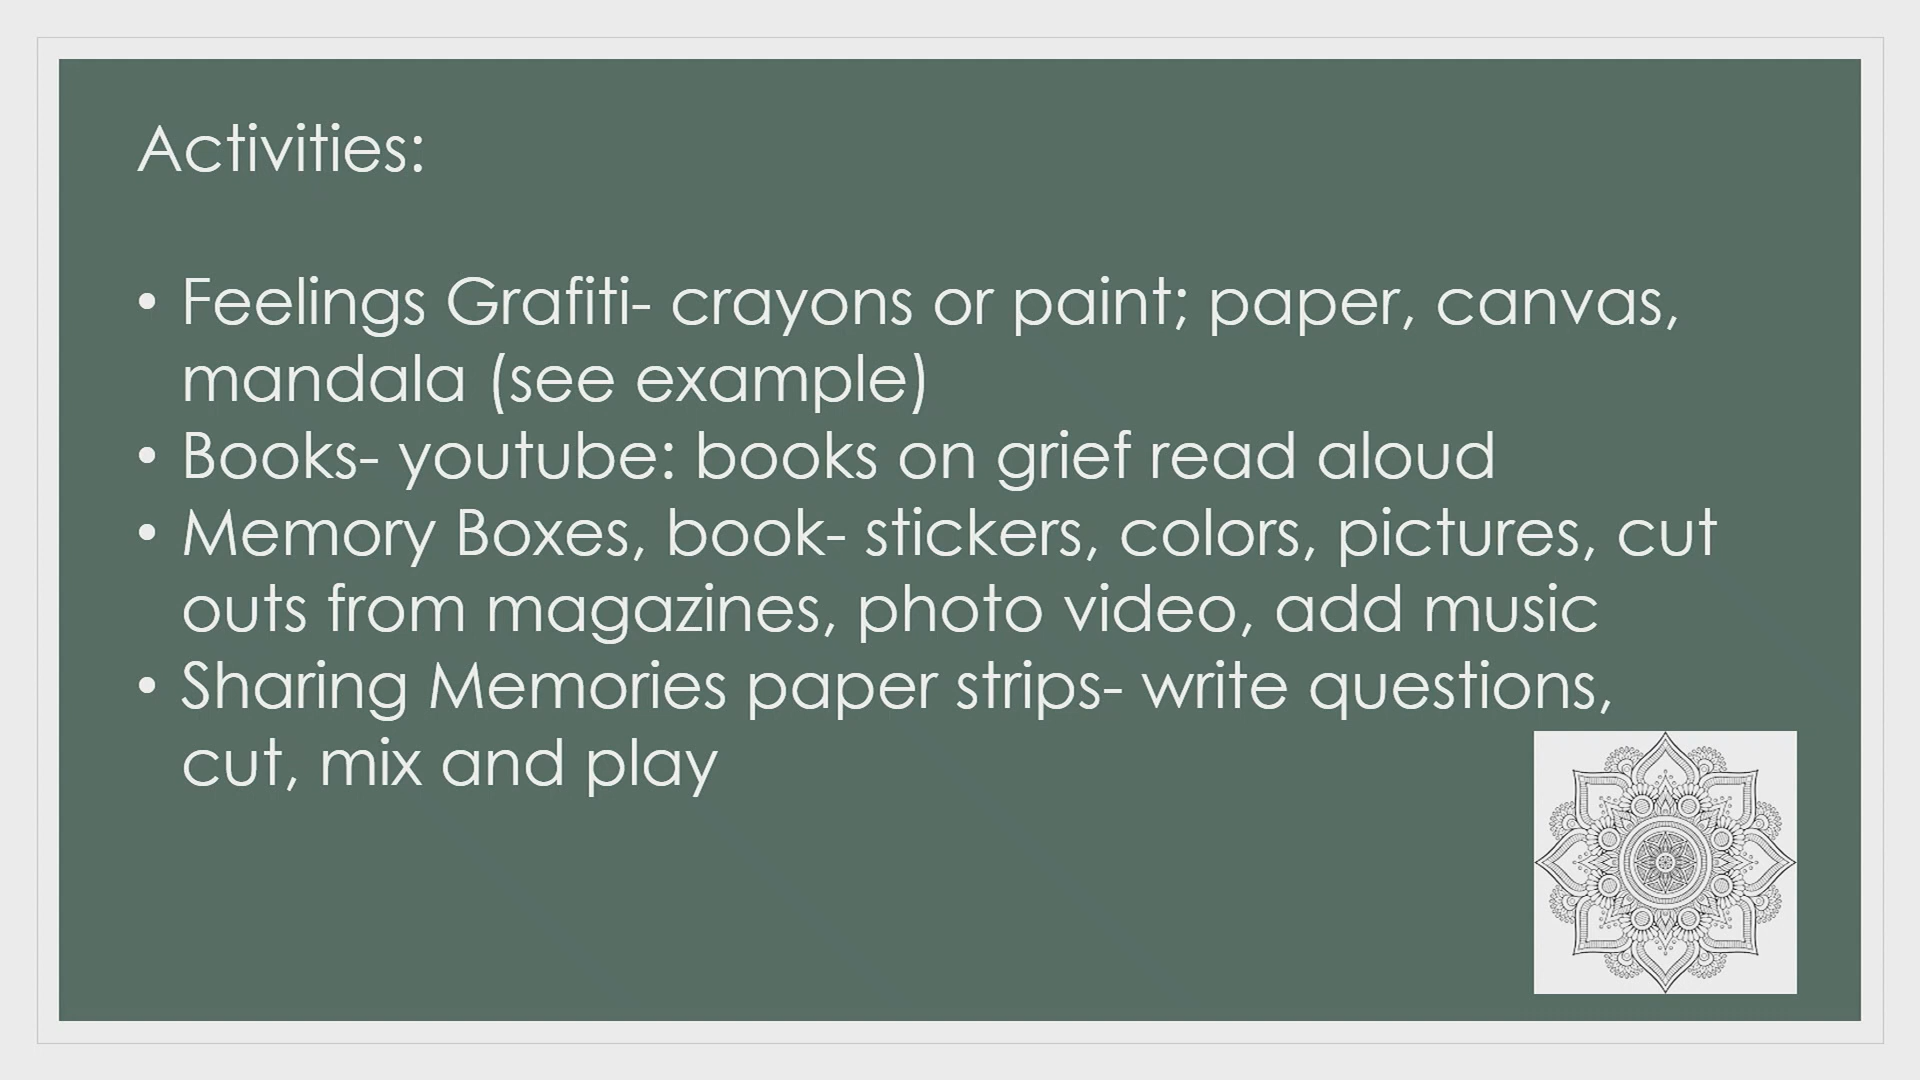 Activities:
• Feelings Grafiti- crayons or paint; paper, canvas,
mandala (see example)
• Books- youtube: books on grief read aloud
• Memory Boxes, book- stickers, colors, pictures, cut
outs from magazines, photo video, add music
• Sharing Memories paper strips- write questions,
cut, mix and play